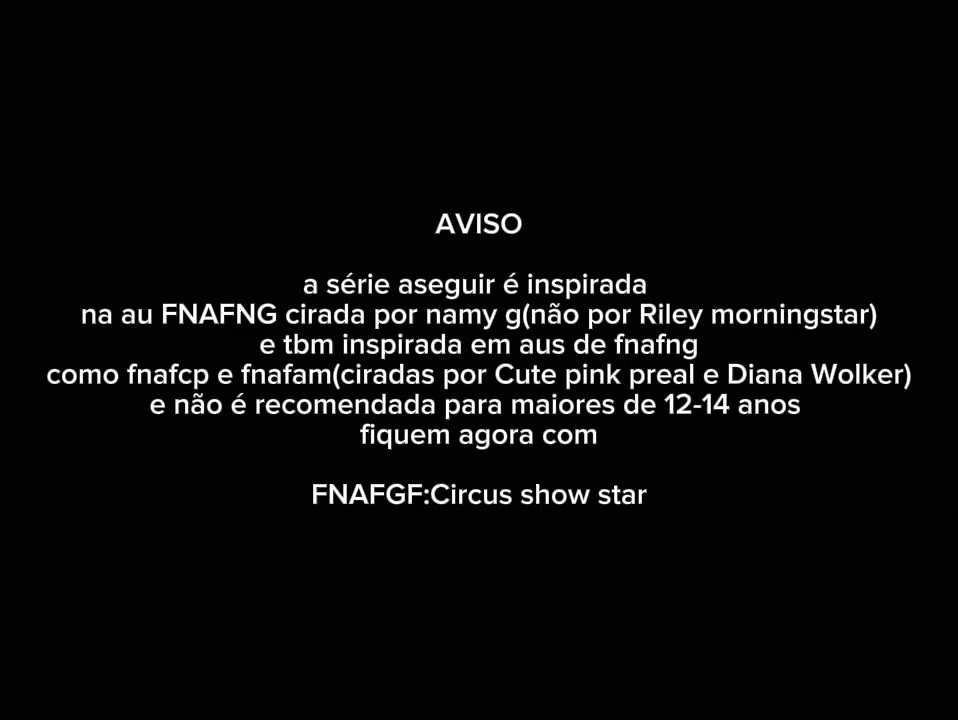 AVISO
a série aseguir é inspirada
na au FNAFNG cirada por namy g(não por Riley morningstar)
e tbm inspirada em aus de fnafng
como fnafcp e fnafam(ciradas por Cute pink preal e Diana Wolker)
e não é recomendada para maiores de 12-14 anos
fiquem agora com
FNAFGF:Circus show star